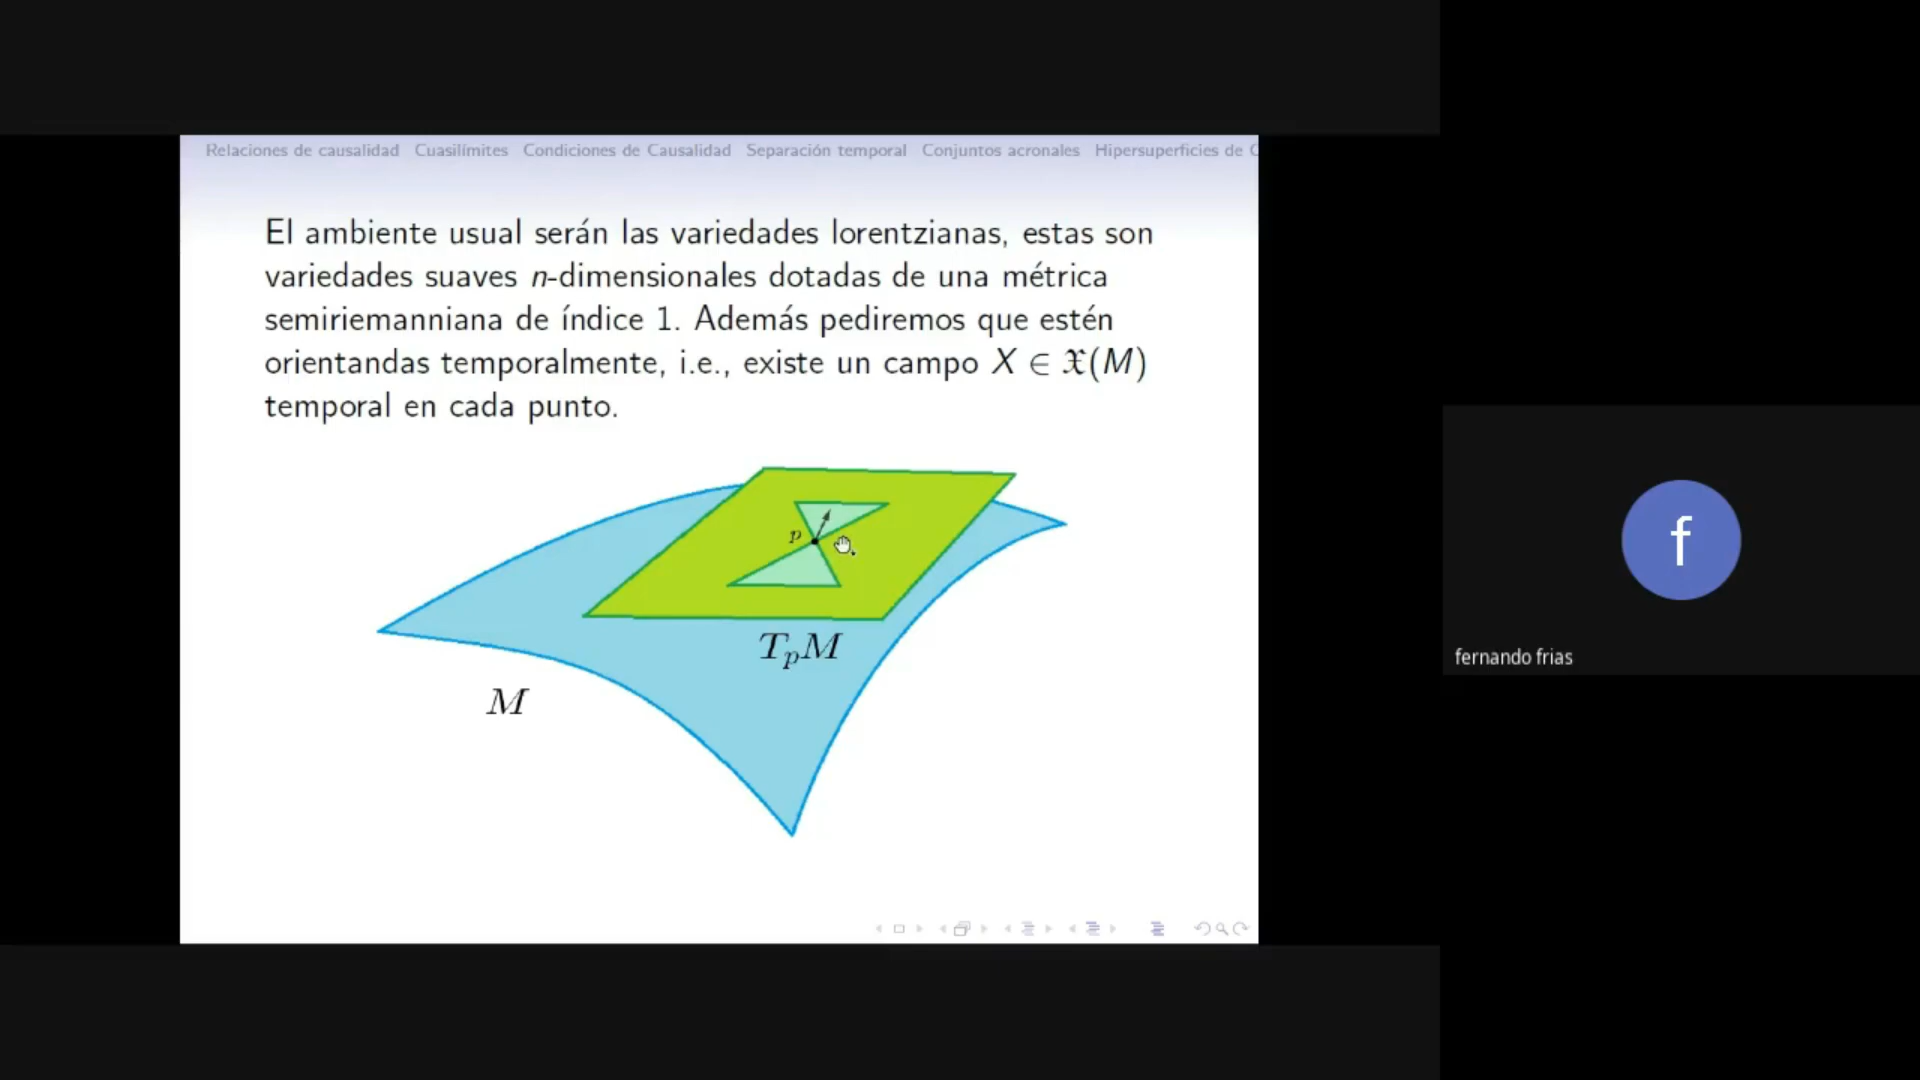 Relaciones de causalidad Cuasilímites Condiciones de Causalidad Separación temporal Conjuntos acronales Hipersuperficies de C
El ambiente usual serán las variedades lorentzianas, estas son
variedades suaves n-dimensionales dotadas de una métrica
semiriemanniana de índice 1. Además pediremos que estén
orientandas temporalmente, i.e., existe un campo X ∈ 𝔛(M)
temporal en cada punto.
p
f
T_pM
fernando frias
M